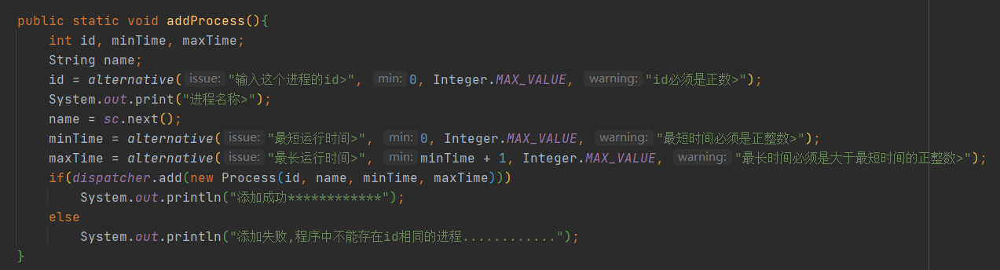 public static void addProcess(){
int id, minTime, maxTime;
String name;
id = alternative( issue: "输入这个进程的id>", min: 0, Integer.MAX_VALUE, warning: "id必须是正数>");
System.out.print("进程名称>");
name = sc.next();
minTime = alternative( issue: "最短运行时间>", min: 0, Integer.MAX_VALUE, warning: "最短时间必须是正整数>");
maxTime = alternative( issue: "最长运行时间>", min: minTime + 1, Integer.MAX_VALUE, warning: "最长时间必须是大于最短时间的正整数>");
if(dispatcher.add(new Process(id, name, minTime, maxTime)))
System.out.println("添加成功************");
else
System.out.println("添加失败,程序中不能存在id相同的进程............");
}